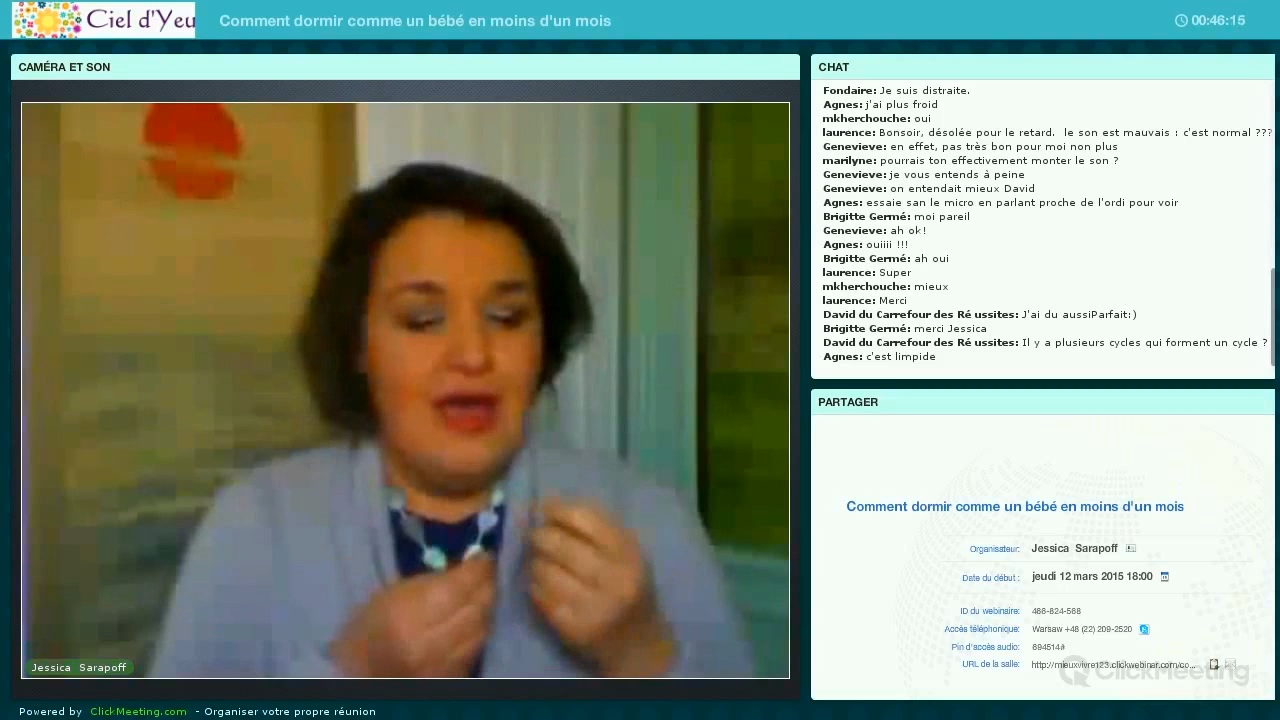 Ciel d'Yeu
Comment dormir comme un bébé en moins d'un mois
00:46:15
CAMÉRA ET SON
Jessica Sarapoff
CHAT
Fondaire: Je suis distraite.
Agnes: j'ai plus froid
mkherchouche: oui
laurence: Bonsoir, désolée pour le retard. le son est mauvais : c'est normal ???
Genevieve: en effet, pas très bon pour moi non plus
marilyne: pourrais ton effectivement monter le son ?
Genevieve: je vous entends à peine
Genevieve: on entendait mieux David
Agnes: essaie san le micro en parlant proche de l'ordi pour voir
Brigitte Germé: moi pareil
Genevieve: ah ok!
Agnes: ouiiii !!!
Brigitte Germé: ah oui
laurence: Super
mkherchouche: mieux
laurence: Merci
David du Carrefour des Ré ussites: J'ai du aussiParfait:)
Brigitte Germé: merci Jessica
David du Carrefour des Ré ussites: Il y a plusieurs cycles qui forment un cycle ?
Agnes: c'est limpide
PARTAGER
Comment dormir comme un bébé en moins d'un mois
Organisateur: Jessica Sarapoff
Date du début : jeudi 12 mars 2015 18:00
ID du webinaire: 486-824-568
Accès téléphonique: Warsaw +48 (22) 209-2520
Pin d'accès audio: 894514#
URL de la salle: http://mieuxvivre123.clickwebinar.com/co...
ClickMeeting
Powered by ClickMeeting.com - Organiser votre propre réunion